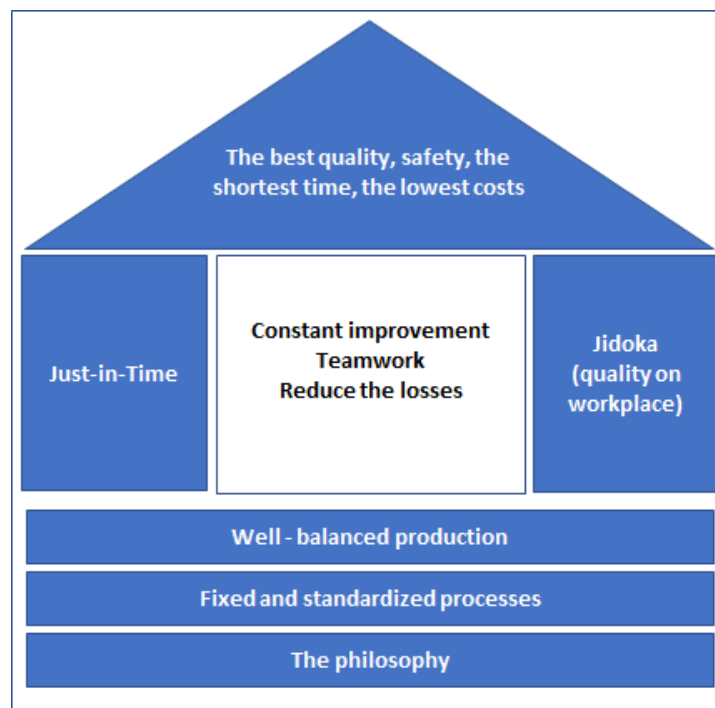 The best quality, safety, the
shortest time, the lowest costs
Just-in-Time
Constant improvement
Teamwork
Reduce the losses
Jidoka
(quality on
workplace)
Well - balanced production
Fixed and standardized processes
The philosophy